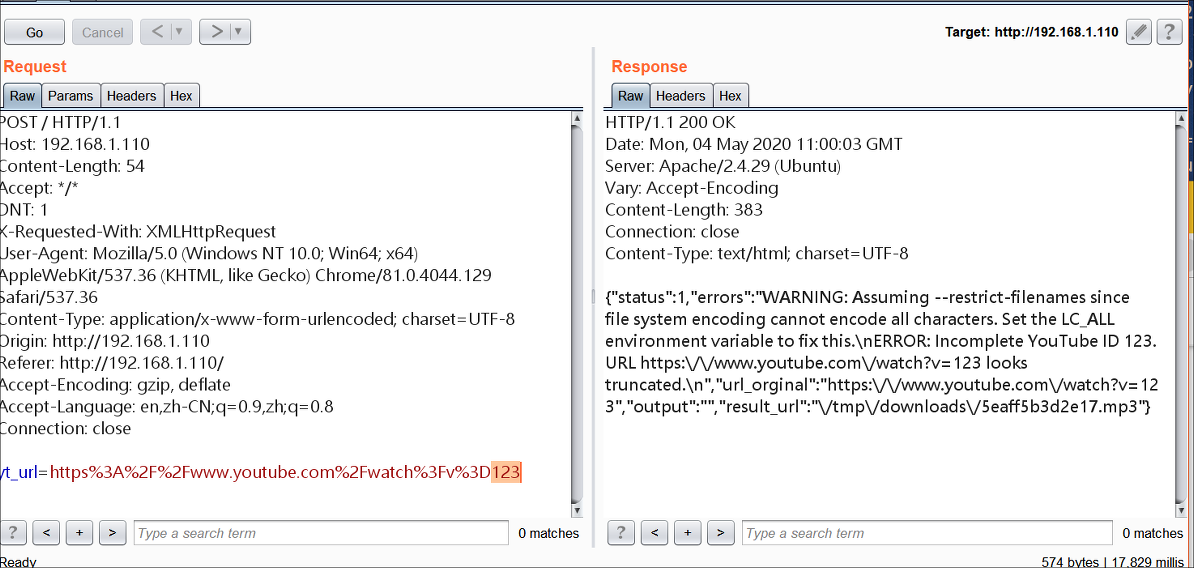 Go Cancel < > Target: http://192.168.1.110 ?
Request
Raw Params Headers Hex
POST / HTTP/1.1
Host: 192.168.1.110
Content-Length: 54
Accept: */*
DNT: 1
X-Requested-With: XMLHttpRequest
User-Agent: Mozilla/5.0 (Windows NT 10.0; Win64; x64)
AppleWebKit/537.36 (KHTML, like Gecko) Chrome/81.0.4044.129
Safari/537.36
Content-Type: application/x-www-form-urlencoded; charset=UTF-8
Origin: http://192.168.1.110
Referer: http://192.168.1.110/
Accept-Encoding: gzip, deflate
Accept-Language: en,zh-CN;q=0.9,zh;q=0.8
Connection: close
yt_url=https%3A%2F%2Fwww.youtube.com%2Fwatch%3Fv%3D123
? < + > Type a search term 0 matches
Ready
Response
Raw Headers Hex
HTTP/1.1 200 OK
Date: Mon, 04 May 2020 11:00:03 GMT
Server: Apache/2.4.29 (Ubuntu)
Vary: Accept-Encoding
Content-Length: 383
Connection: close
Content-Type: text/html; charset=UTF-8
{"status":1,"errors":"WARNING: Assuming --restrict-filenames since
file system encoding cannot encode all characters. Set the LC_ALL
environment variable to fix this.\nERROR: Incomplete YouTube ID 123.
URL https:\/\/www.youtube.com\/watch?v=123 looks
truncated.\n","url_orginal":"https:\/\/www.youtube.com\/watch?v=12
3","output":"","result_url":"\/tmp\/downloads\/5eaff5b3d2e17.mp3"}
? < + > Type a search term 0 matches
574 bytes | 17,829 millis